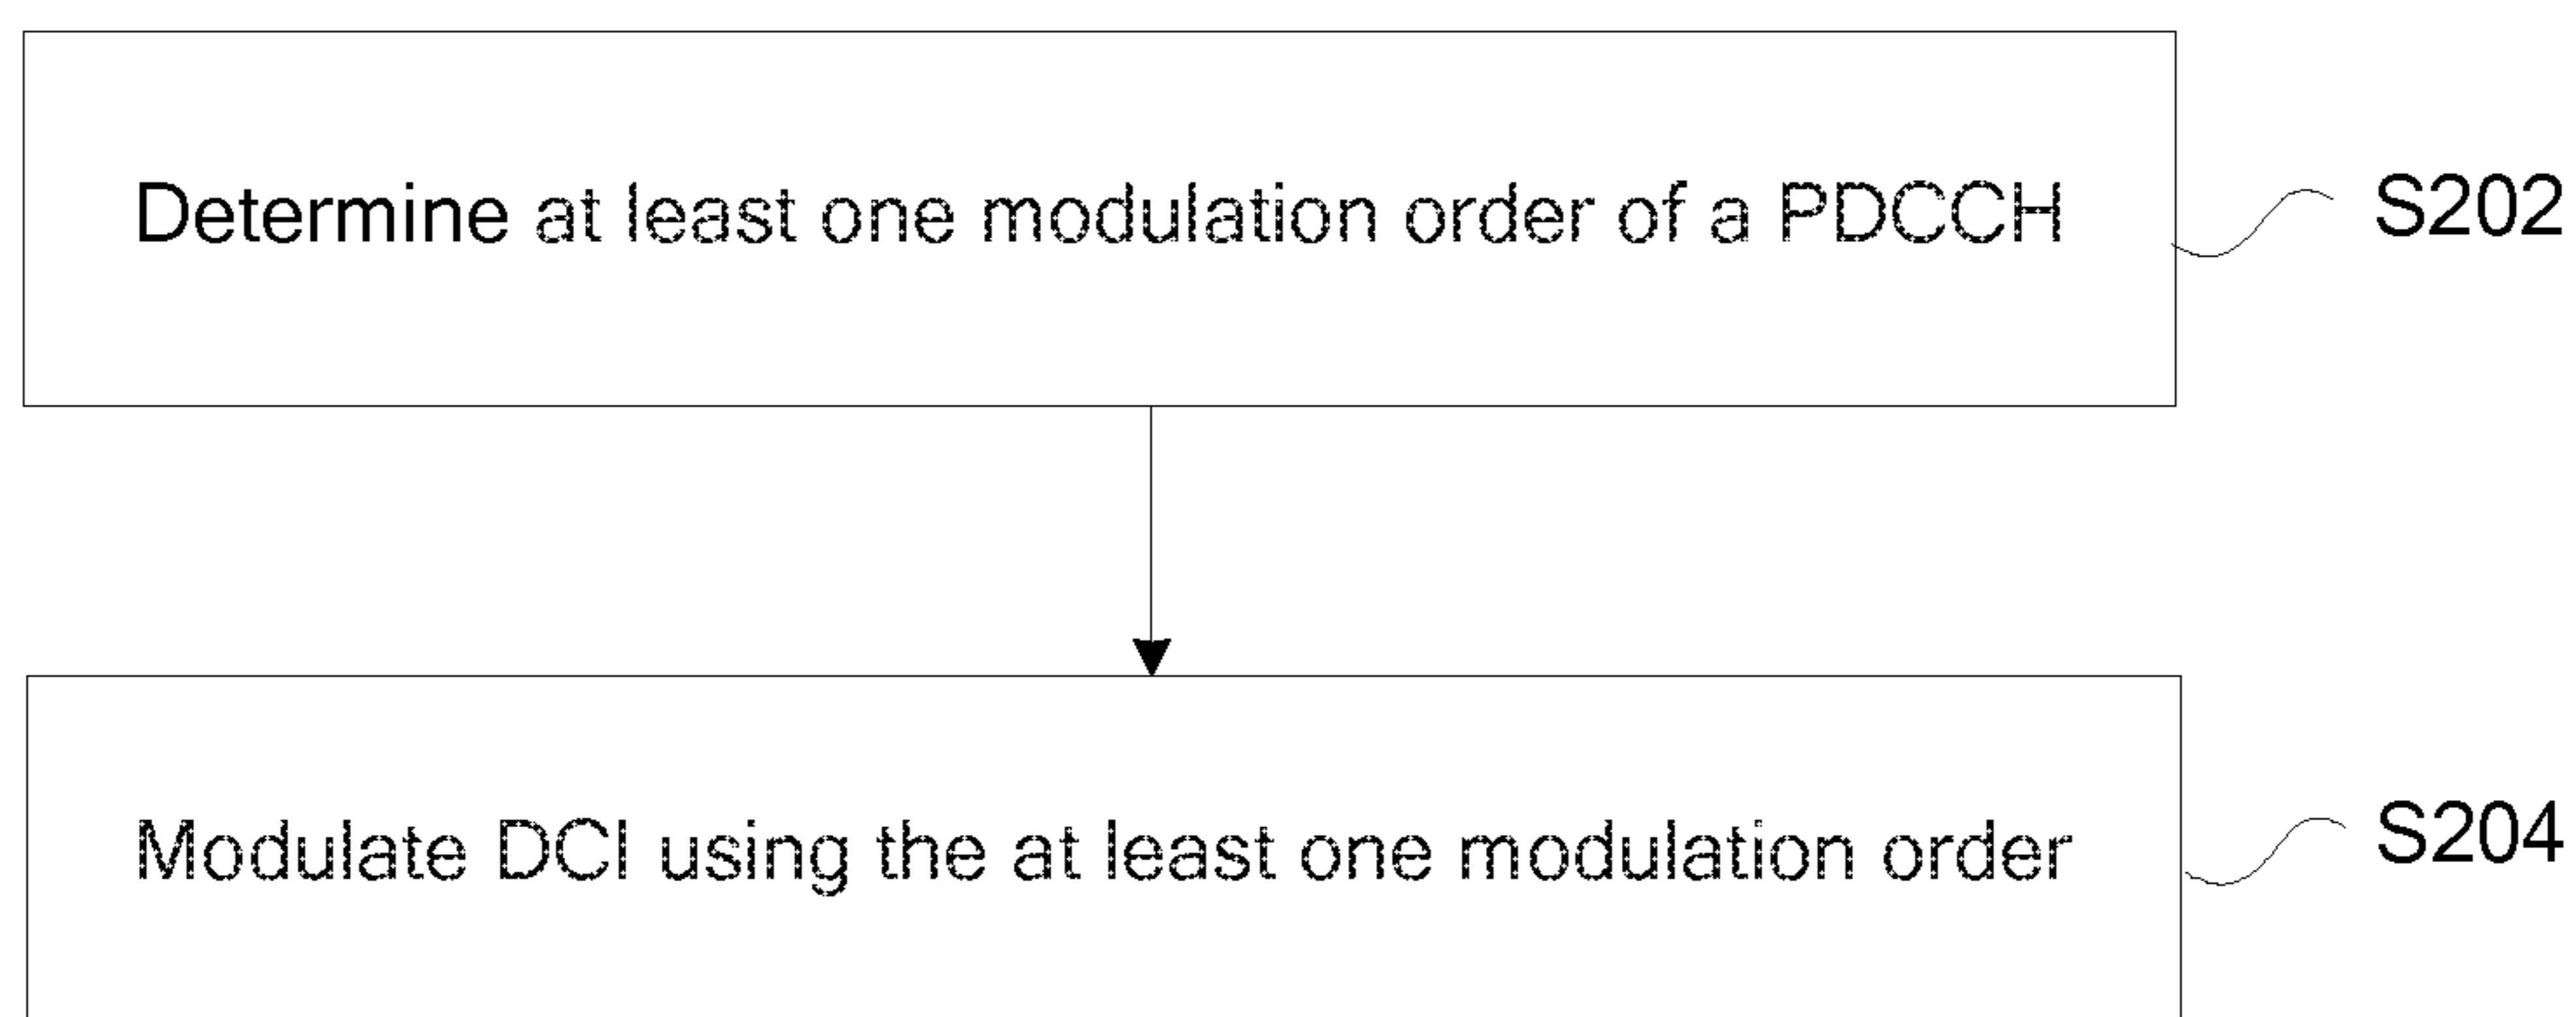 Determine at least one modulation order of a PDCCH
S202
Modulate DCI using the at least one modulation order
S204